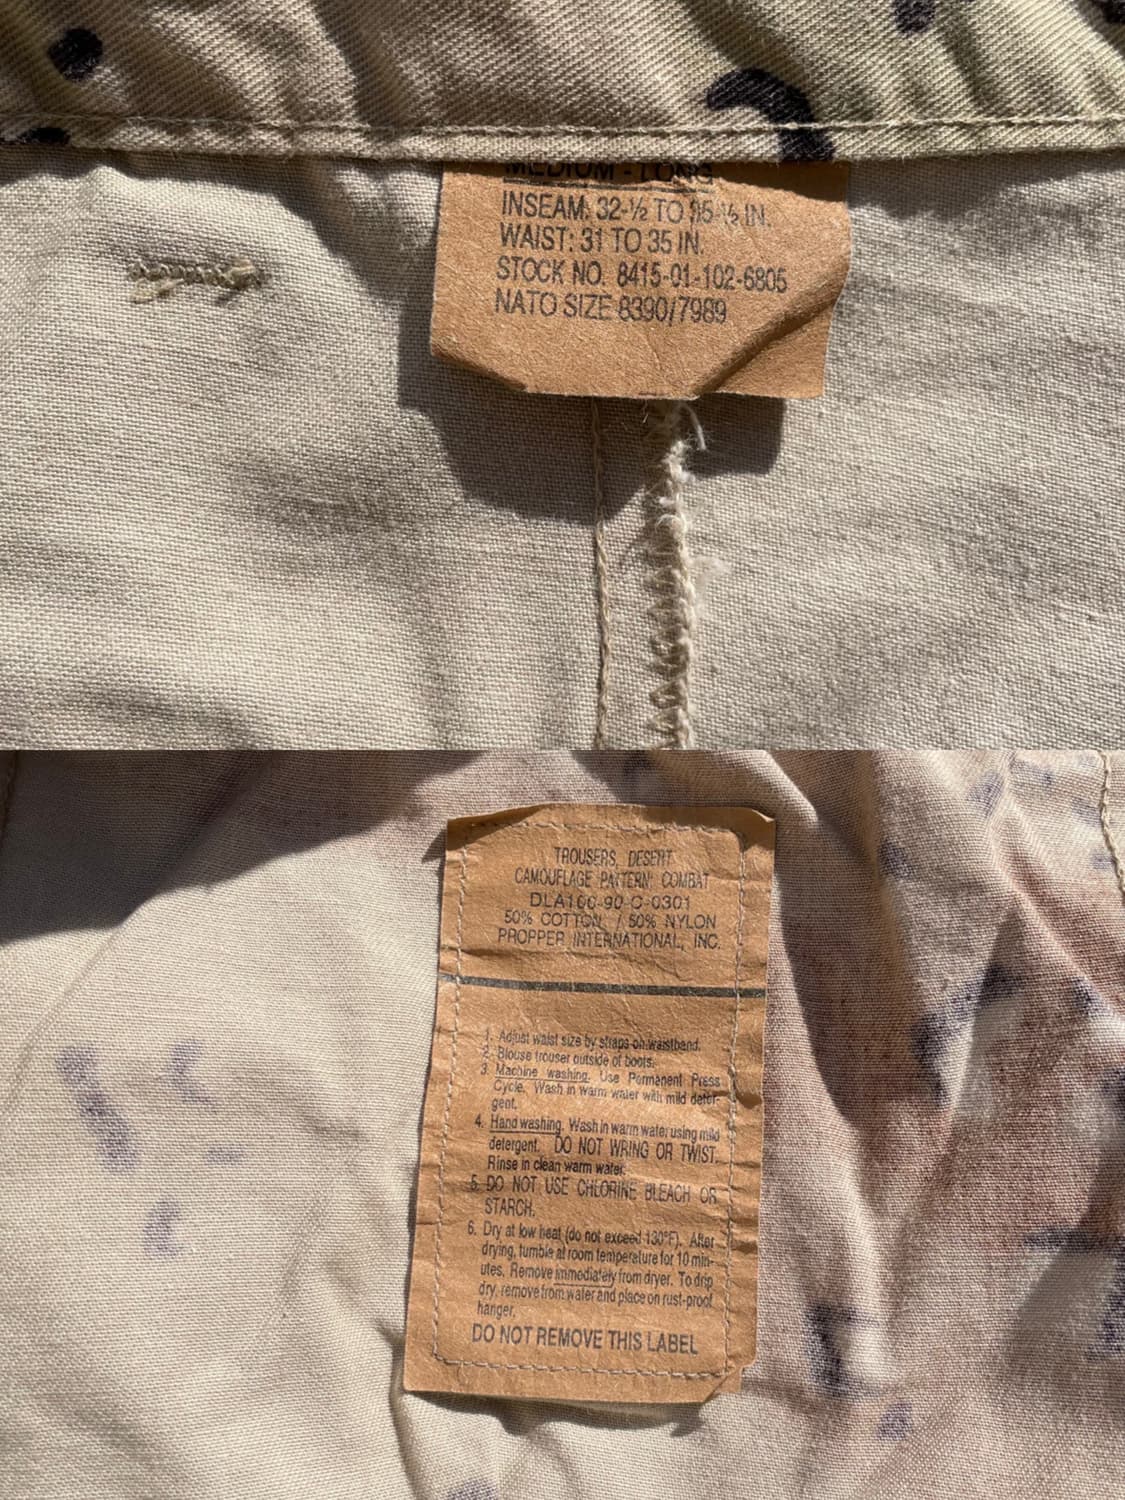 MEDIUM - LONG
INSEAM: 32-½ TO 35-½ IN.
WAIST: 31 TO 35 IN.
STOCK NO. 8415-01-102-6805
NATO SIZE 8390/7989
TROUSERS, DESERT
CAMOUFLAGE PATTERN: COMBAT
DLA100-90-C-0301
50% COTTON / 50% NYLON
PROPPER INTERNATIONAL, INC.
1. Adjust waist size by straps on waistband.
2. Blouse trouser outside of boots.
3. Machine washing. Use Permanent Press
Cycle. Wash in warm water with mild deter-
gent.
4. Hand washing. Wash in warm water using mild
detergent. DO NOT WRING OR TWIST.
Rinse in clean warm water.
5. DO NOT USE CHLORINE BLEACH OR
STARCH.
6. Dry at low heat (do not exceed 130°F). After
drying, tumble at room temperature for 10 min-
utes. Remove immediately from dryer. To drip
dry, remove from water and place on rust-proof
hanger.
DO NOT REMOVE THIS LABEL